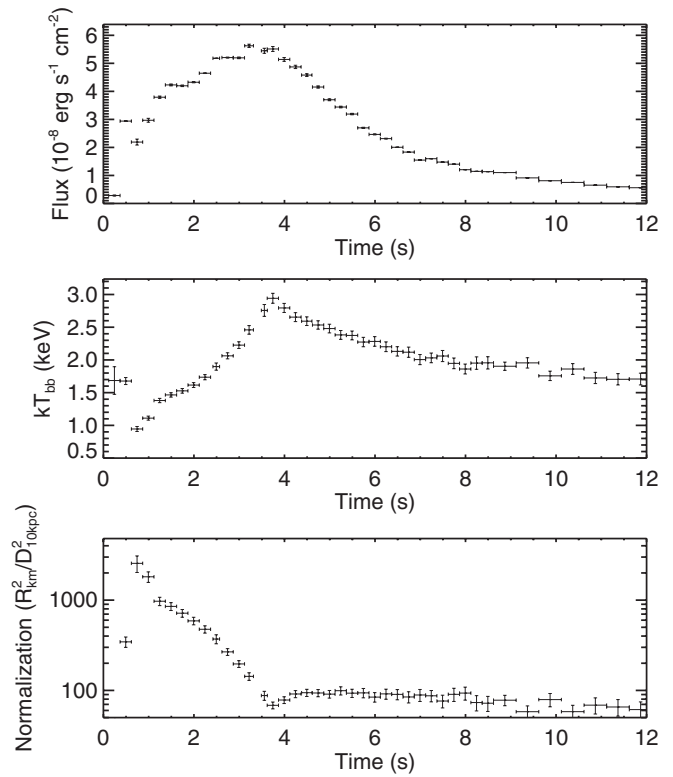 Flux (10⁻⁸ erg s⁻¹ cm⁻²)
6
5
4
3
2
1
0
0 2 4 6 8 10 12
Time (s)
kT_bb (keV)
3.0
2.5
2.0
1.5
1.0
0.5
0 2 4 6 8 10 12
Time (s)
Normalization (R²_km/D²_10kpc)
1000
100
0 2 4 6 8 10 12
Time (s)